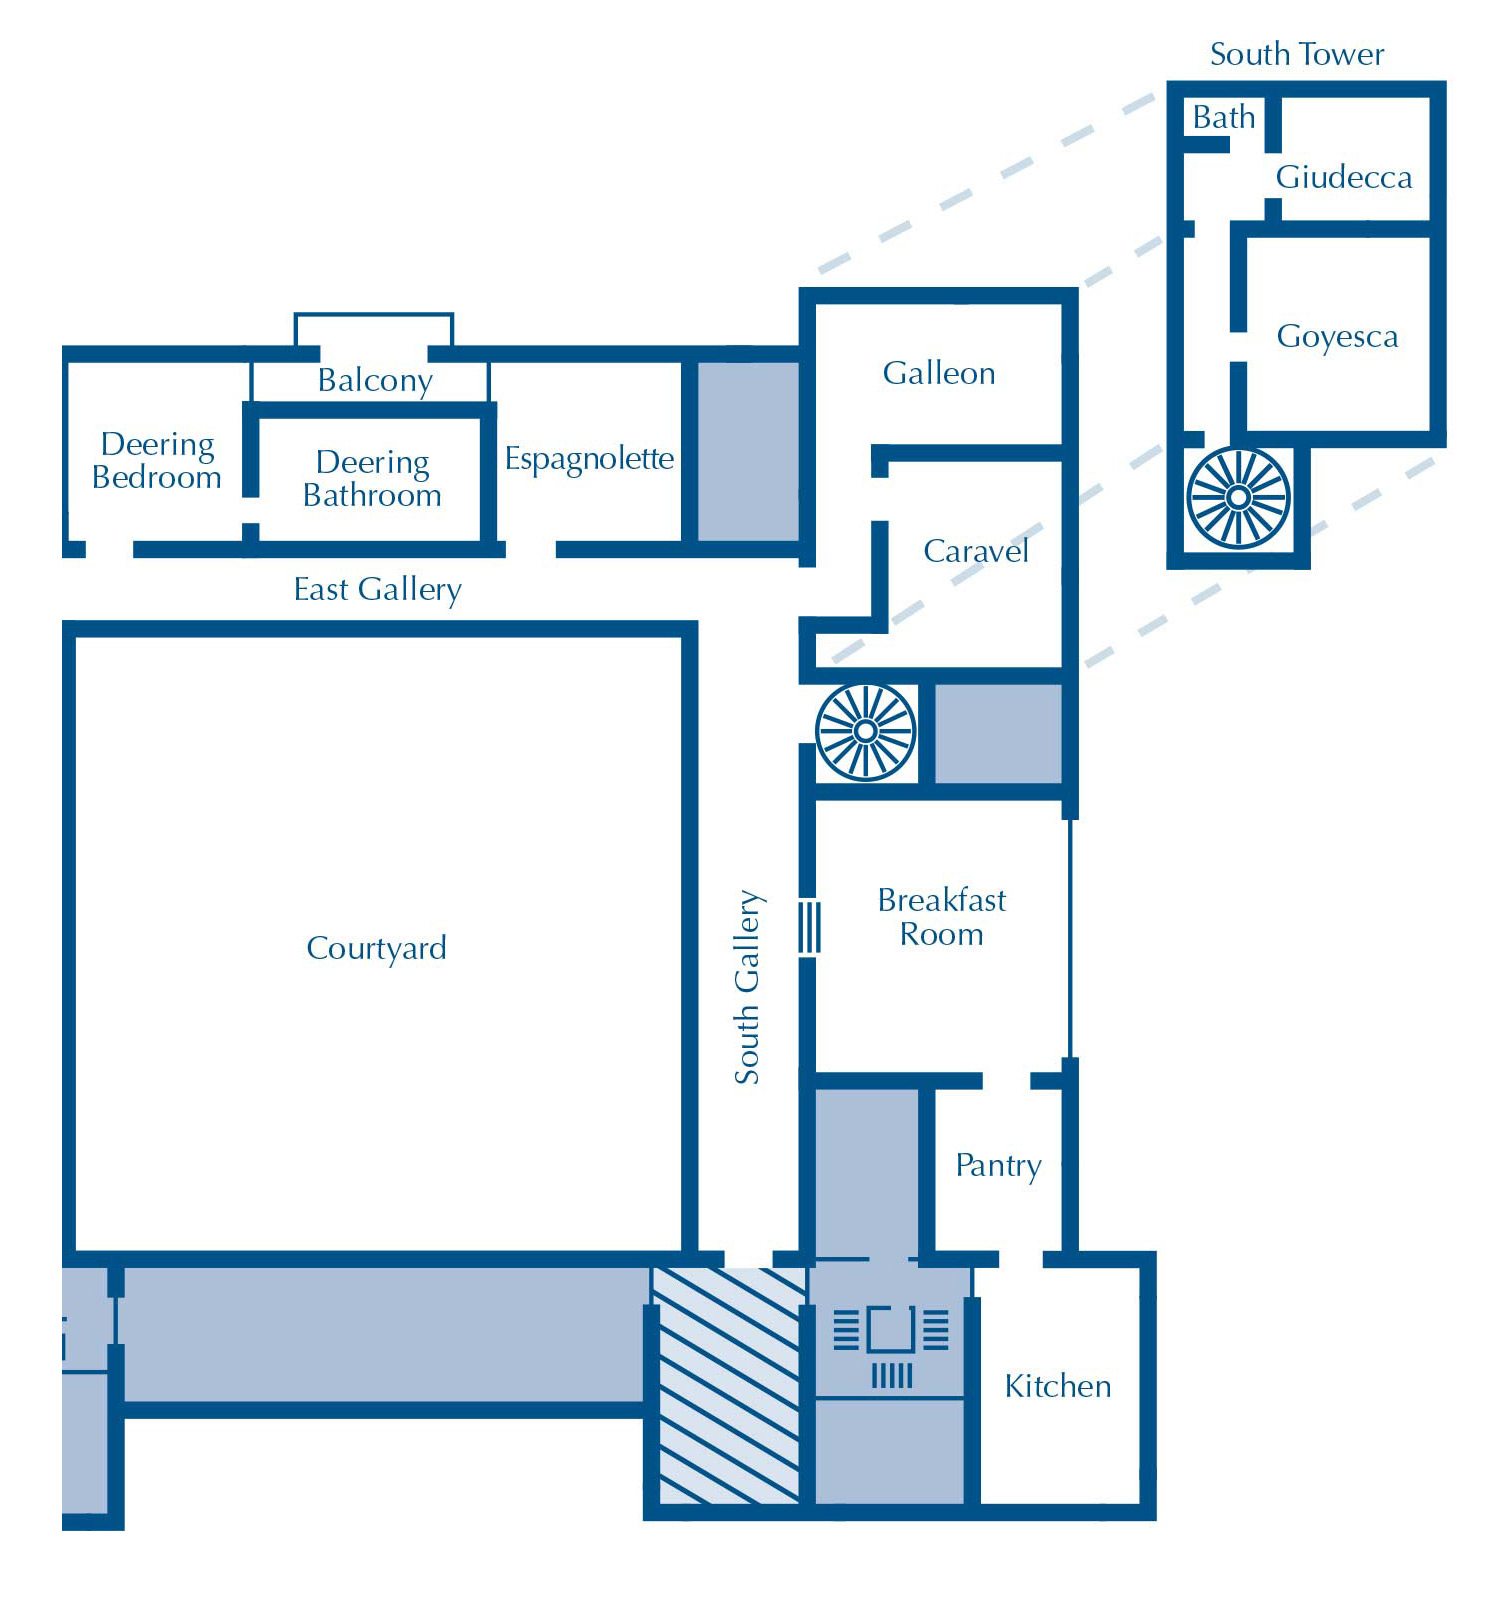 South Tower
Bath
Giudecca
Goyesca
Galleon
Balcony
Deering
Bedroom
Deering
Bathroom
Espagnolette
Caravel
East Gallery
Breakfast
Room
Courtyard
South Gallery
Pantry
Kitchen